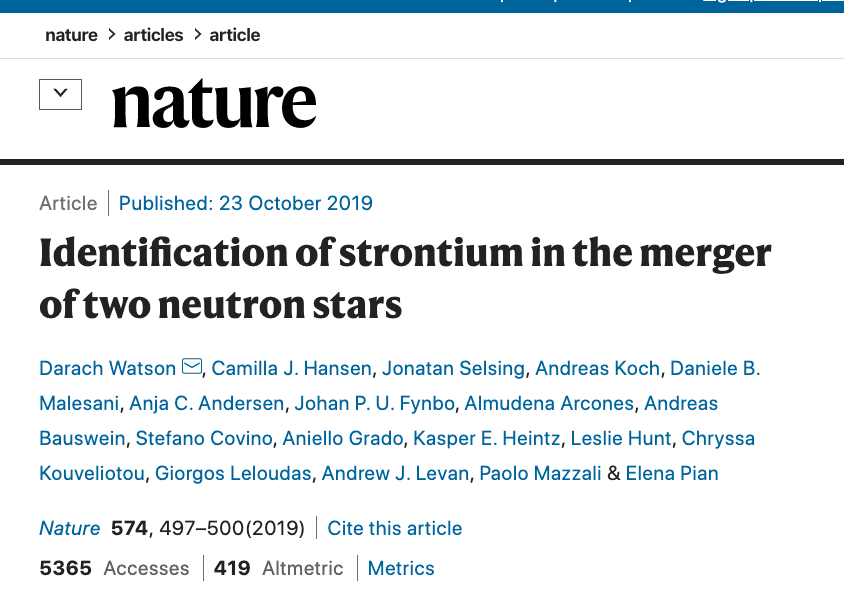 nature > articles > article
nature
Article | Published: 23 October 2019
Identification of strontium in the merger
of two neutron stars
Darach Watson, Camilla J. Hansen, Jonatan Selsing, Andreas Koch, Daniele B.
Malesani, Anja C. Andersen, Johan P. U. Fynbo, Almudena Arcones, Andreas
Bauswein, Stefano Covino, Aniello Grado, Kasper E. Heintz, Leslie Hunt, Chryssa
Kouveliotou, Giorgos Leloudas, Andrew J. Levan, Paolo Mazzali & Elena Pian
Nature 574, 497–500(2019) | Cite this article
5365 Accesses | 419 Altmetric | Metrics